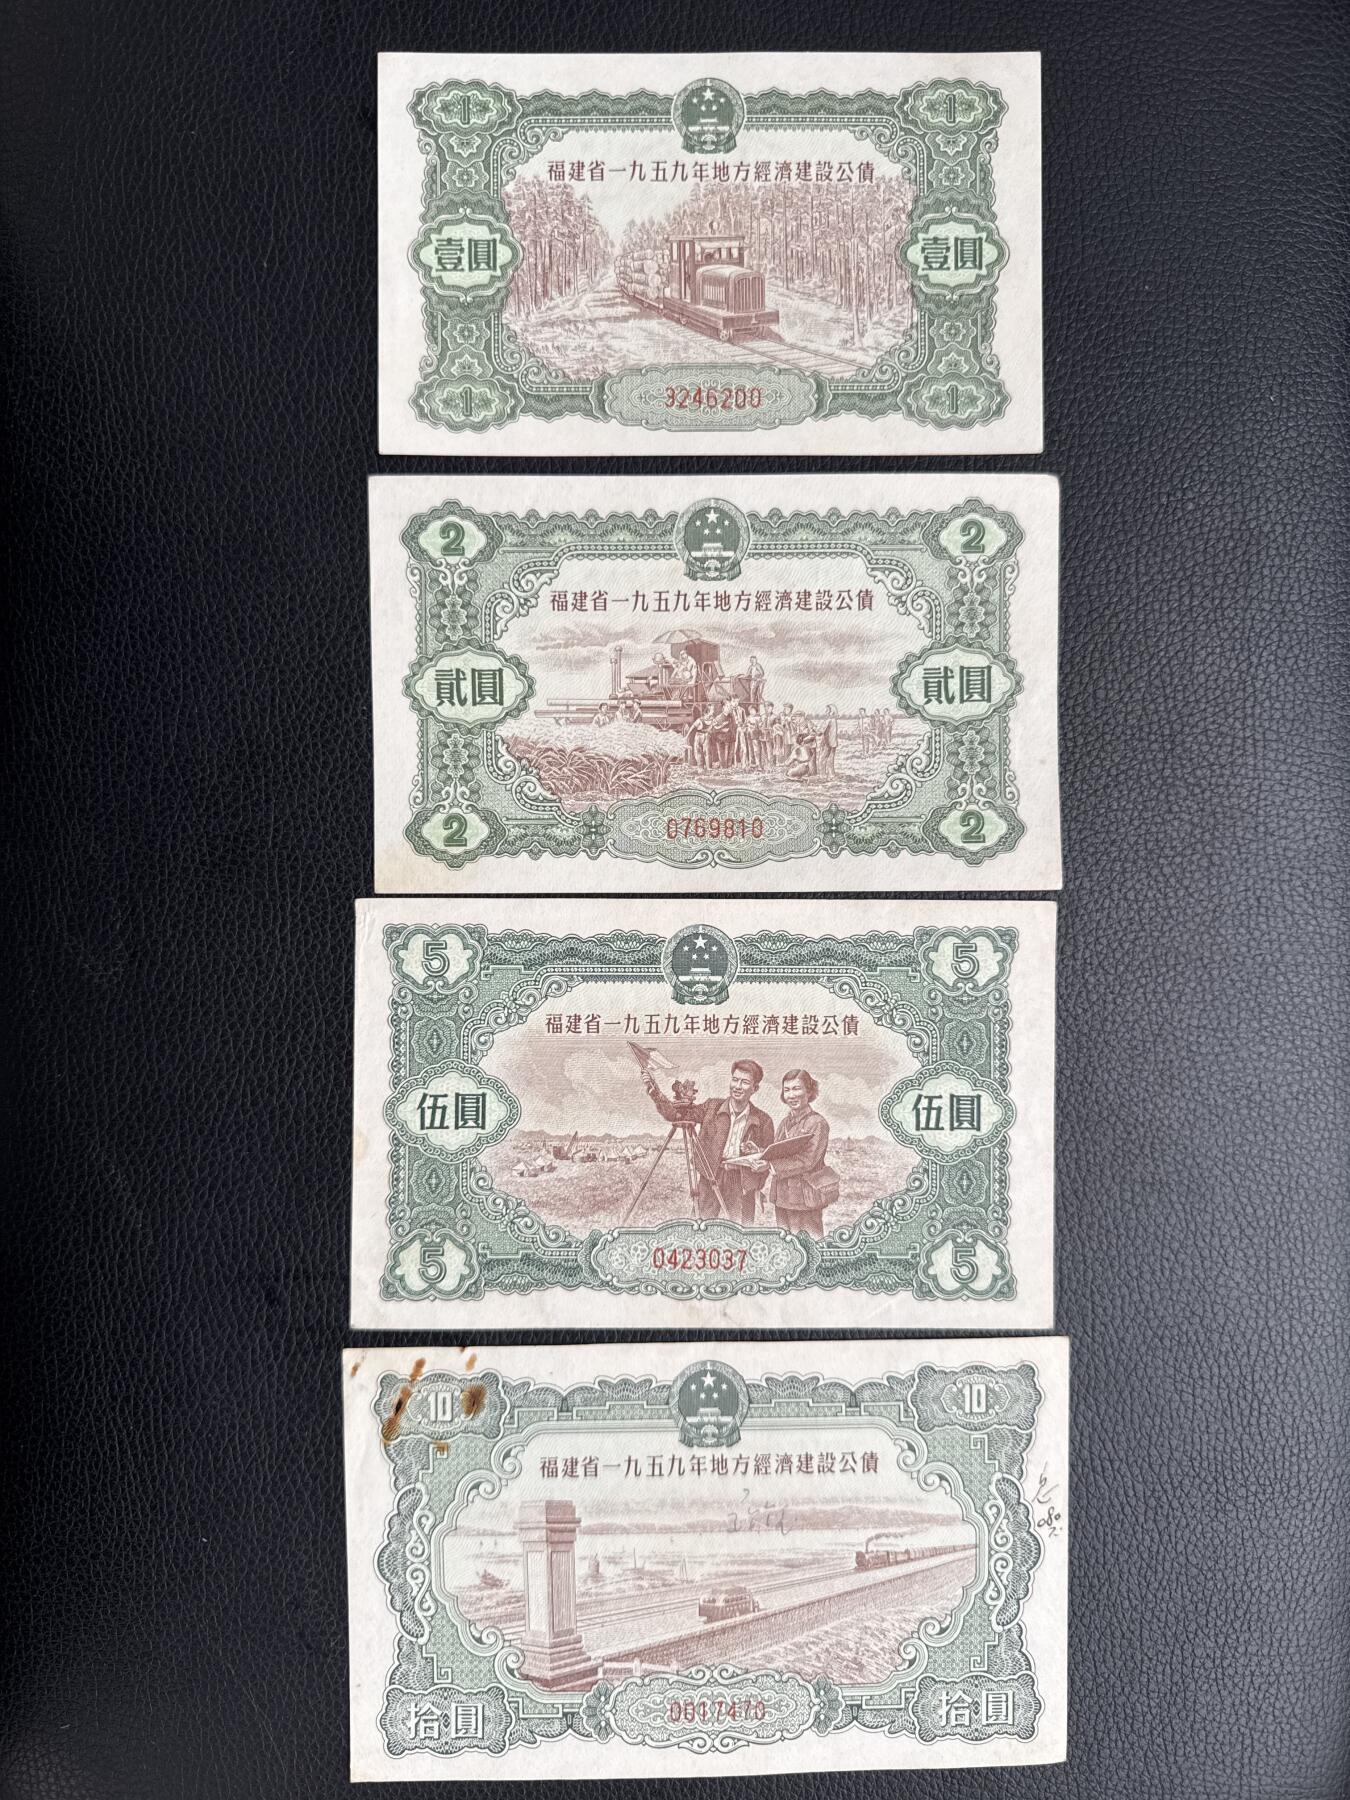 1 1
福建省一九五九年地方經濟建設公債
壹圓 壹圓
1 3246200 1
2 2
福建省一九五九年地方經濟建設公債
貳圓 貳圓
2 0769810 2
5 5
福建省一九五九年地方經濟建設公債
伍圓 伍圓
5 0423037 5
10 10
福建省一九五九年地方經濟建設公債
拾圓 0017470 拾圓